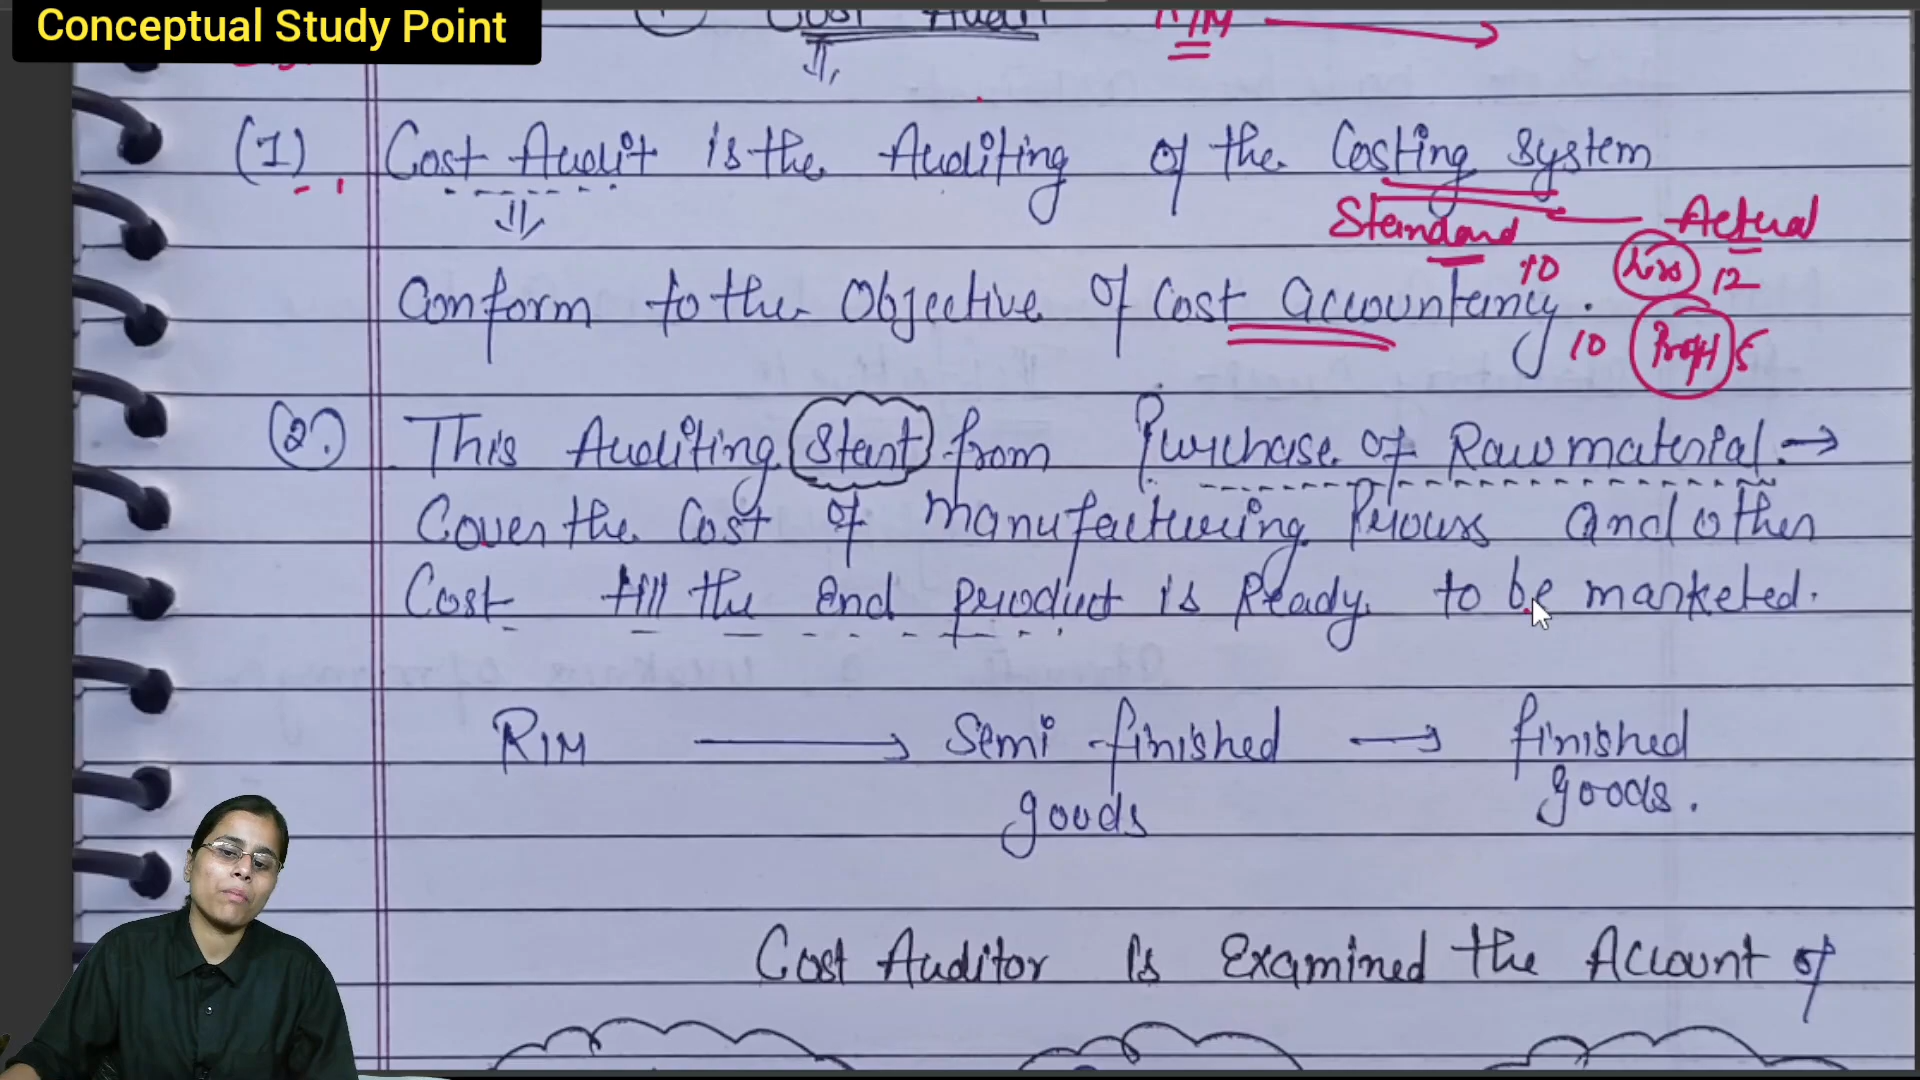 Conceptual Study Point
Cost Audit R/M
(1) Cost Audit is the Auditing of the Costing System
Standard Actual
10 Loss 12
Conform to the Objective of Cost Accountancy.
10 Profit 5
(2.) This Auditing Start from Purchase of Raw material →
Cover the Cost of manufacturing Process and other
Cost till the End product is Ready to be marketed.
R/M → Semi-finished → finished
goods goods.
Cost Auditor is Examined the Account of